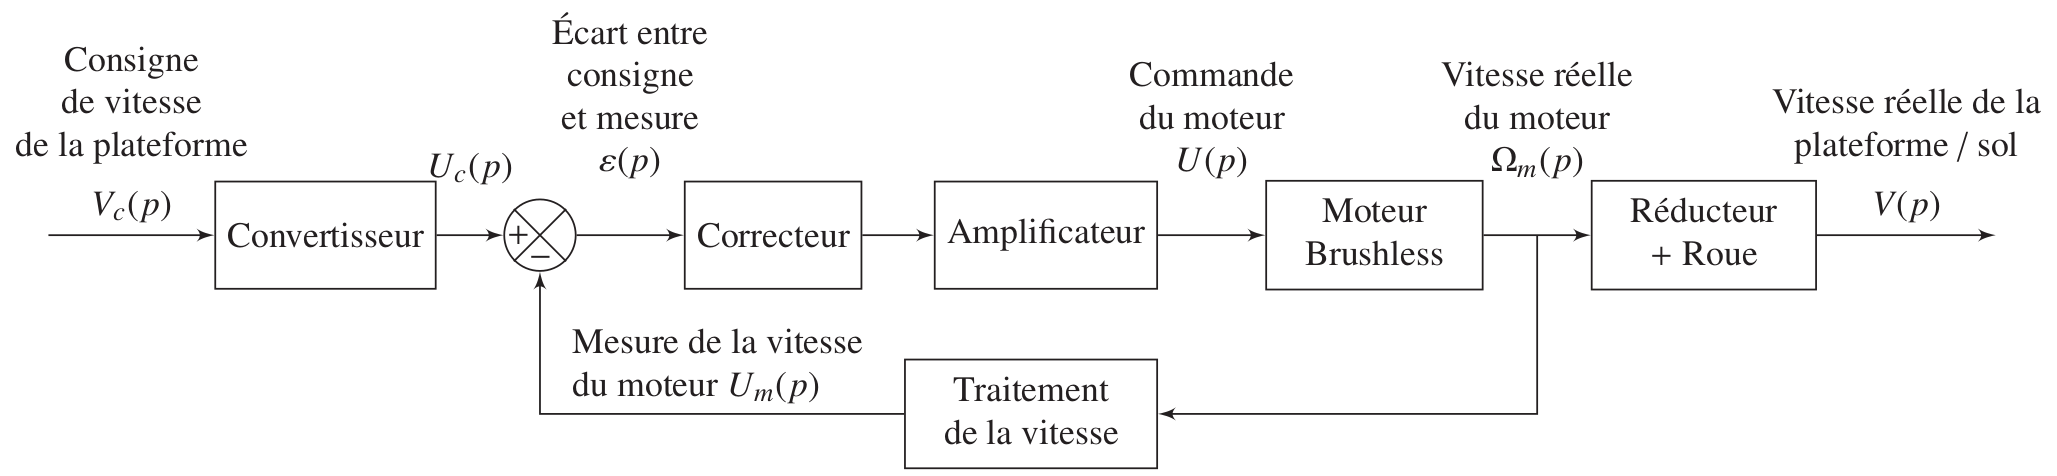 Consigne
de vitesse
de la plateforme
V_c(p)
Convertisseur
U_c(p)
Écart entre
consigne
et mesure
ε(p)
+
−
Correcteur
Amplificateur
Commande
du moteur
U(p)
Moteur
Brushless
Vitesse réelle
du moteur
Ω_m(p)
Réducteur
+ Roue
Vitesse réelle de la
plateforme / sol
V(p)
Mesure de la vitesse
du moteur U_m(p)
Traitement
de la vitesse